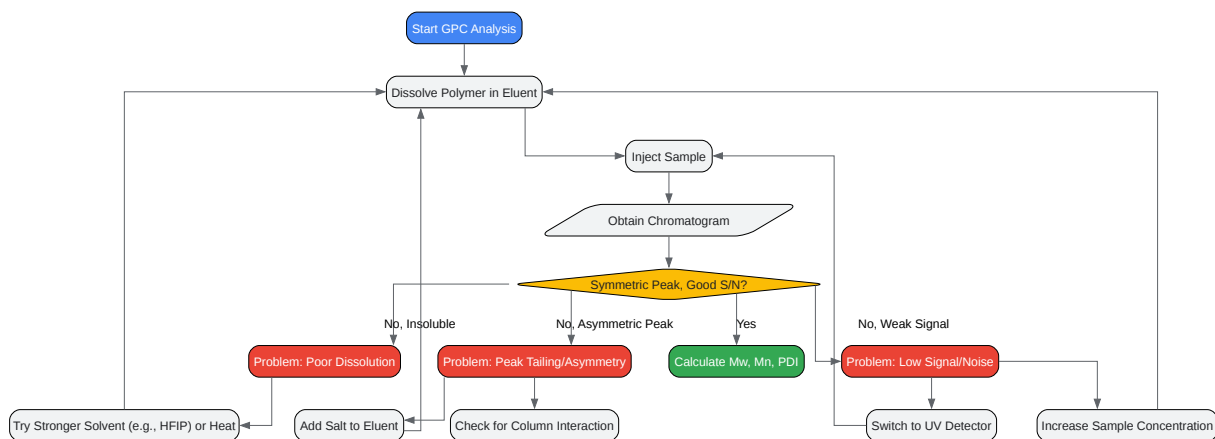 Start GPC Analysis
Dissolve Polymer in Eluent
Inject Sample
Obtain Chromatogram
Symmetric Peak, Good S/N?
No, Insoluble
No, Asymmetric Peak
Yes
No, Weak Signal
Problem: Poor Dissolution
Problem: Peak Tailing/Asymmetry
Calculate Mw, Mn, PDI
Problem: Low Signal/Noise
Try Stronger Solvent (e.g., HFIP) or Heat
Add Salt to Eluent
Check for Column Interaction
Switch to UV Detector
Increase Sample Concentration